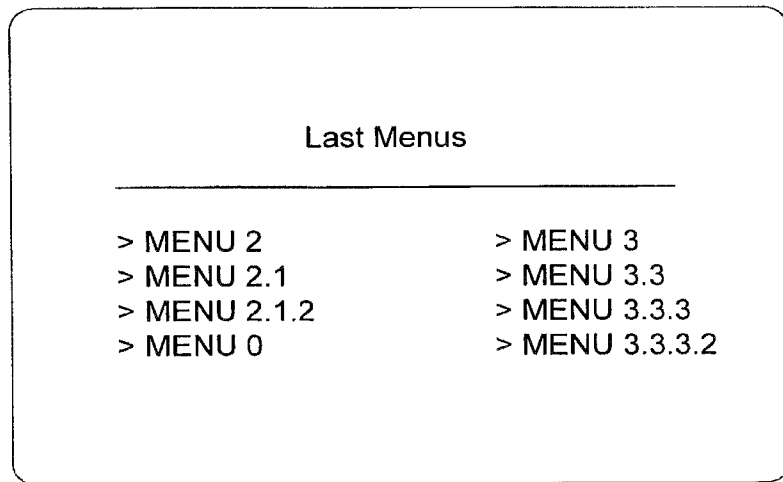 Last Menus
> MENU 2
> MENU 2.1
> MENU 2.1.2
> MENU 0
> MENU 3
> MENU 3.3
> MENU 3.3.3
> MENU 3.3.3.2